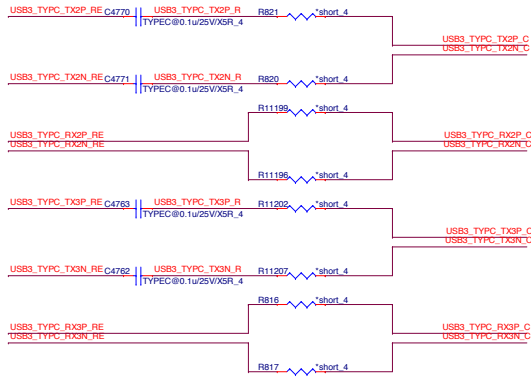 USB3_TYPC_TX2P_RE C4770 USB3_TYPC_TX2P_R R821 *short_4
TYPEC@0.1u/25V/X5R_4
USB3_TYPC_TX2P_C
USB3_TYPC_TX2N_C
USB3_TYPC_TX2N_RE C4771 USB3_TYPC_TX2N_R R820 *short_4
TYPEC@0.1u/25V/X5R_4
R11199 *short_4
USB3_TYPC_RX2P_RE USB3_TYPC_RX2P_C
USB3_TYPC_RX2N_RE USB3_TYPC_RX2N_C
R11196 *short_4
USB3_TYPC_TX3P_RE C4763 USB3_TYPC_TX3P_R R11202 *short_4
TYPEC@0.1u/25V/X5R_4
USB3_TYPC_TX3P_C
USB3_TYPC_TX3N_C
USB3_TYPC_TX3N_RE C4762 USB3_TYPC_TX3N_R R11207 *short_4
TYPEC@0.1u/25V/X5R_4
R816 *short_4
USB3_TYPC_RX3P_RE USB3_TYPC_RX3P_C
USB3_TYPC_RX3N_RE USB3_TYPC_RX3N_C
R817 *short_4